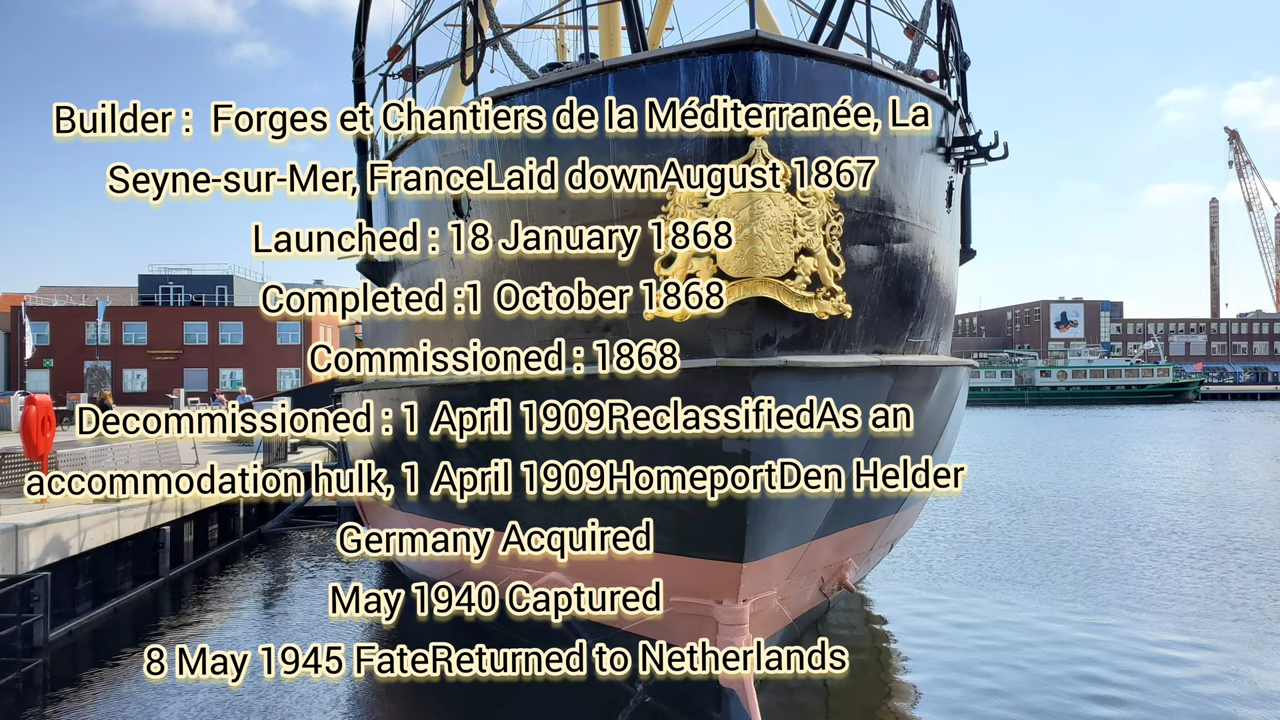 Builder :  Forges et Chantiers de la Méditerranée, La
Seyne-sur-Mer, FranceLaid downAugust 1867
Launched : 18 January 1868
Completed :1 October 1868
Commissioned : 1868
Decommissioned : 1 April 1909ReclassifiedAs an
accommodation hulk, 1 April 1909HomeportDen Helder
Germany Acquired
May 1940 Captured
8 May 1945 FateReturned to Netherlands